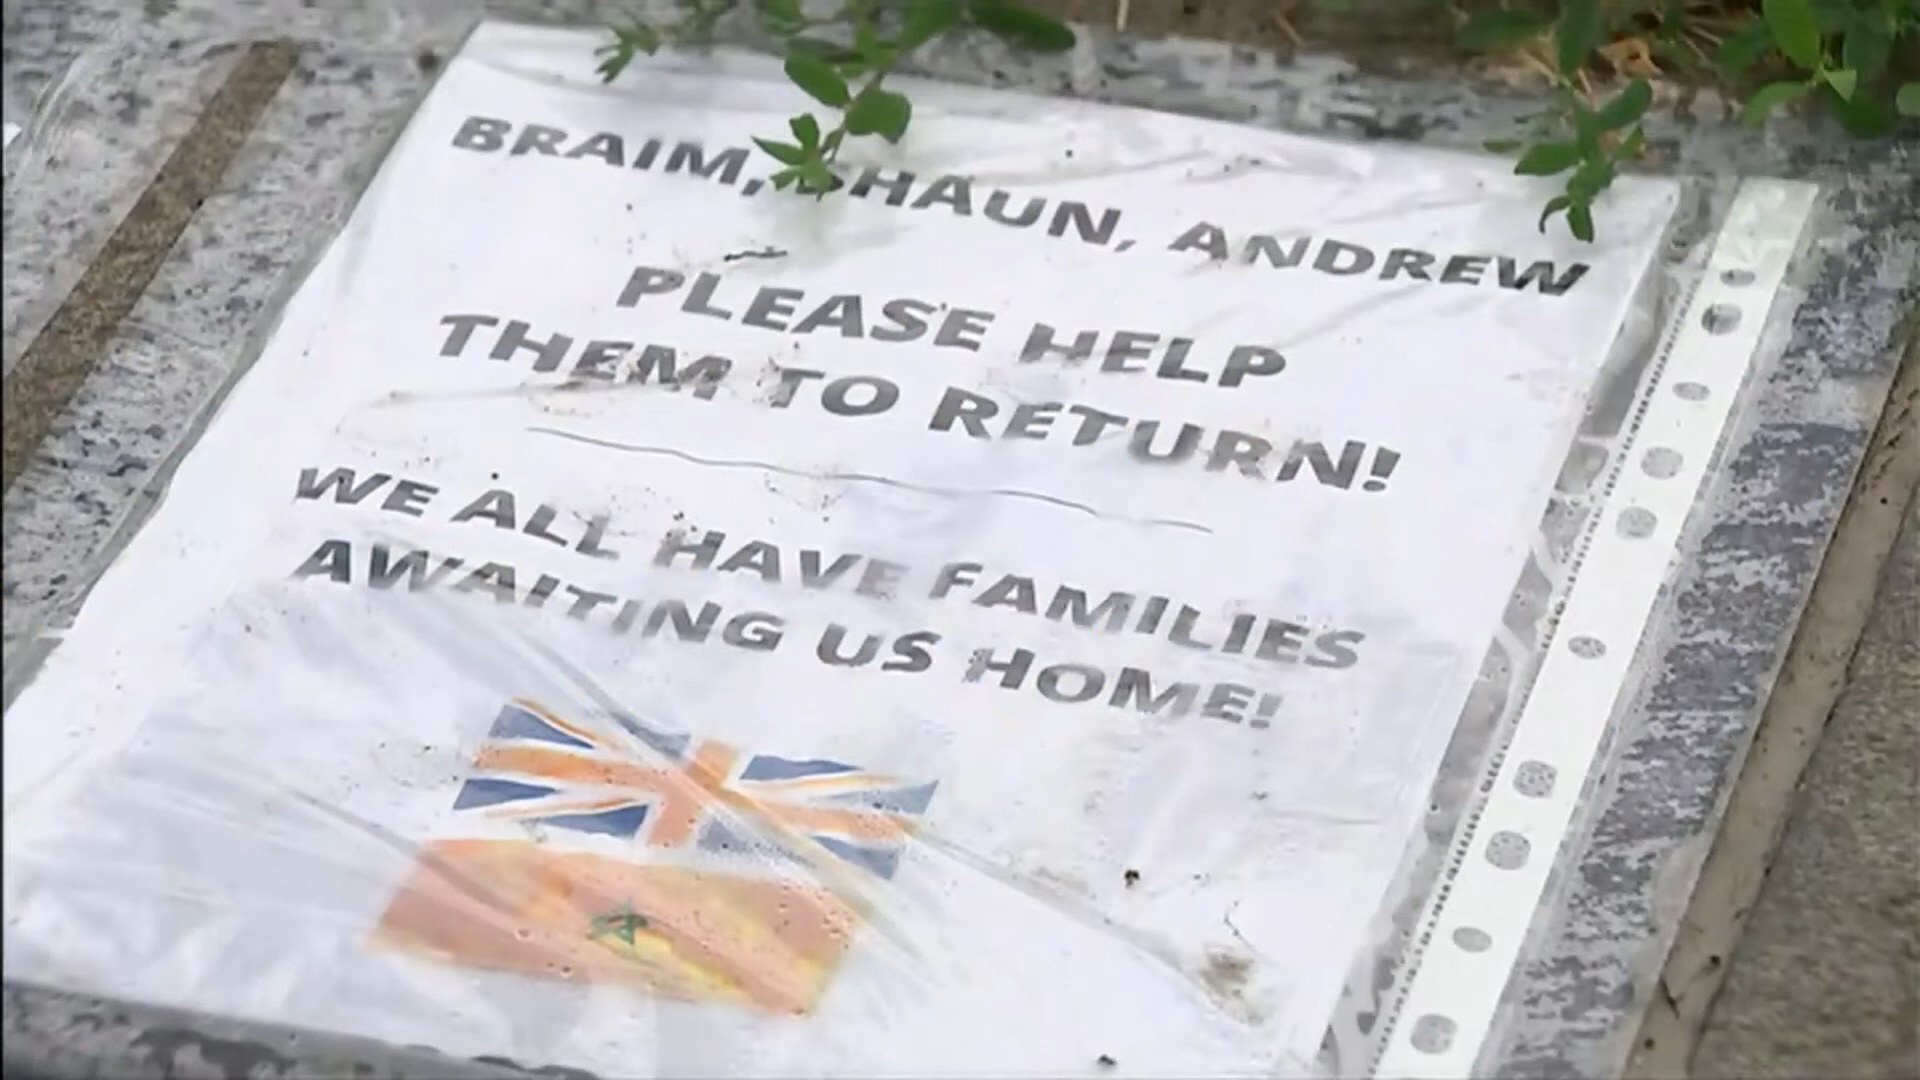 BRAIM, SHAUN, ANDREW
PLEASE HELP
THEM TO RETURN!
WE ALL HAVE FAMILIES
AWAITING US HOME!